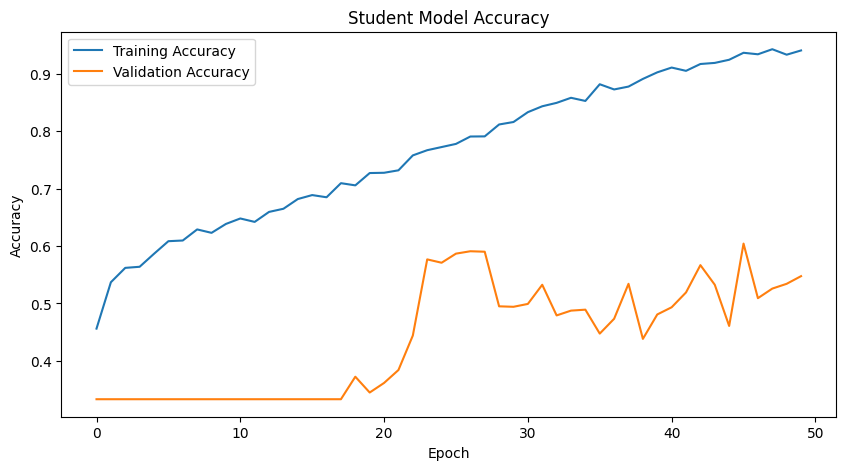 Student Model Accuracy
Training Accuracy
Validation Accuracy
Accuracy
0.9
0.8
0.7
0.6
0.5
0.4
0 10 20 30 40 50
Epoch